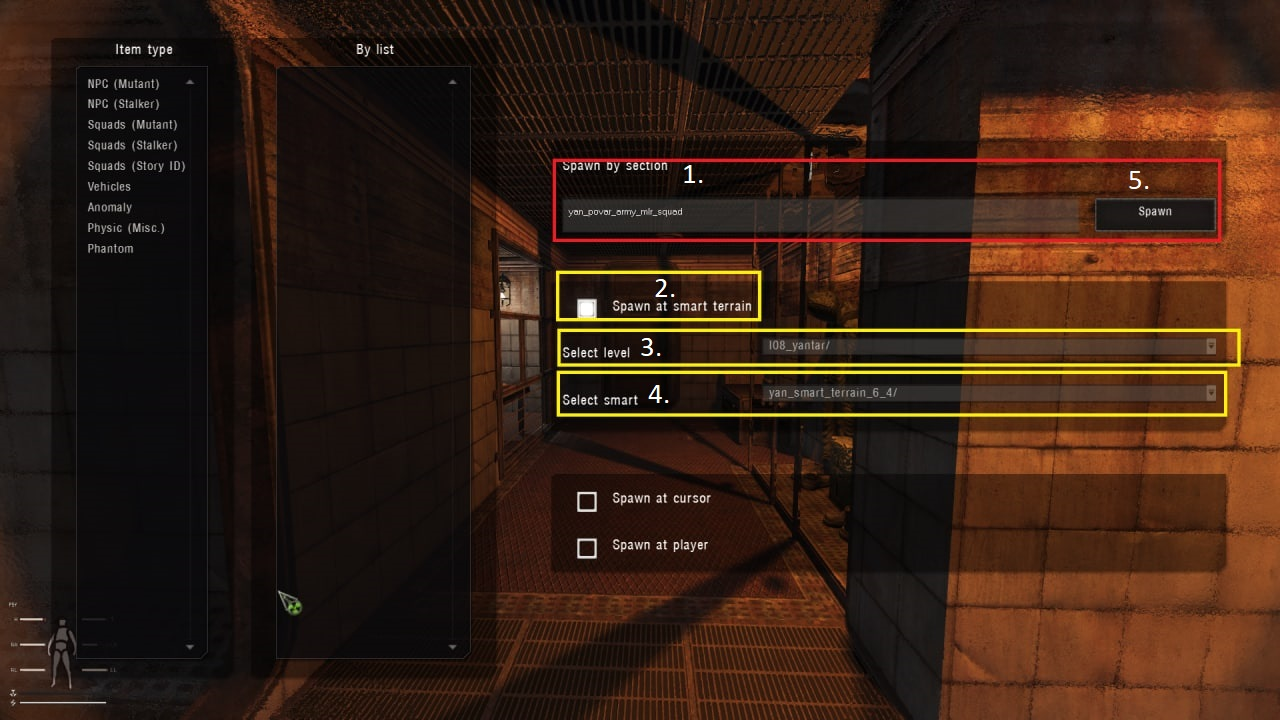 Item type
By list
NPC (Mutant)
NPC (Stalker)
Squads (Mutant)
Squads (Stalker)
Squads (Story ID)
Vehicles
Anomaly
Physic (Misc.)
Phantom
Spawn by section
1.
5.
yan_povar_army_mlr_squad
Spawn
2.
Spawn at smart terrain
Select level
3.
l08_yantar/
Select smart
4.
yan_smart_terrain_6_4/
Spawn at cursor
Spawn at player